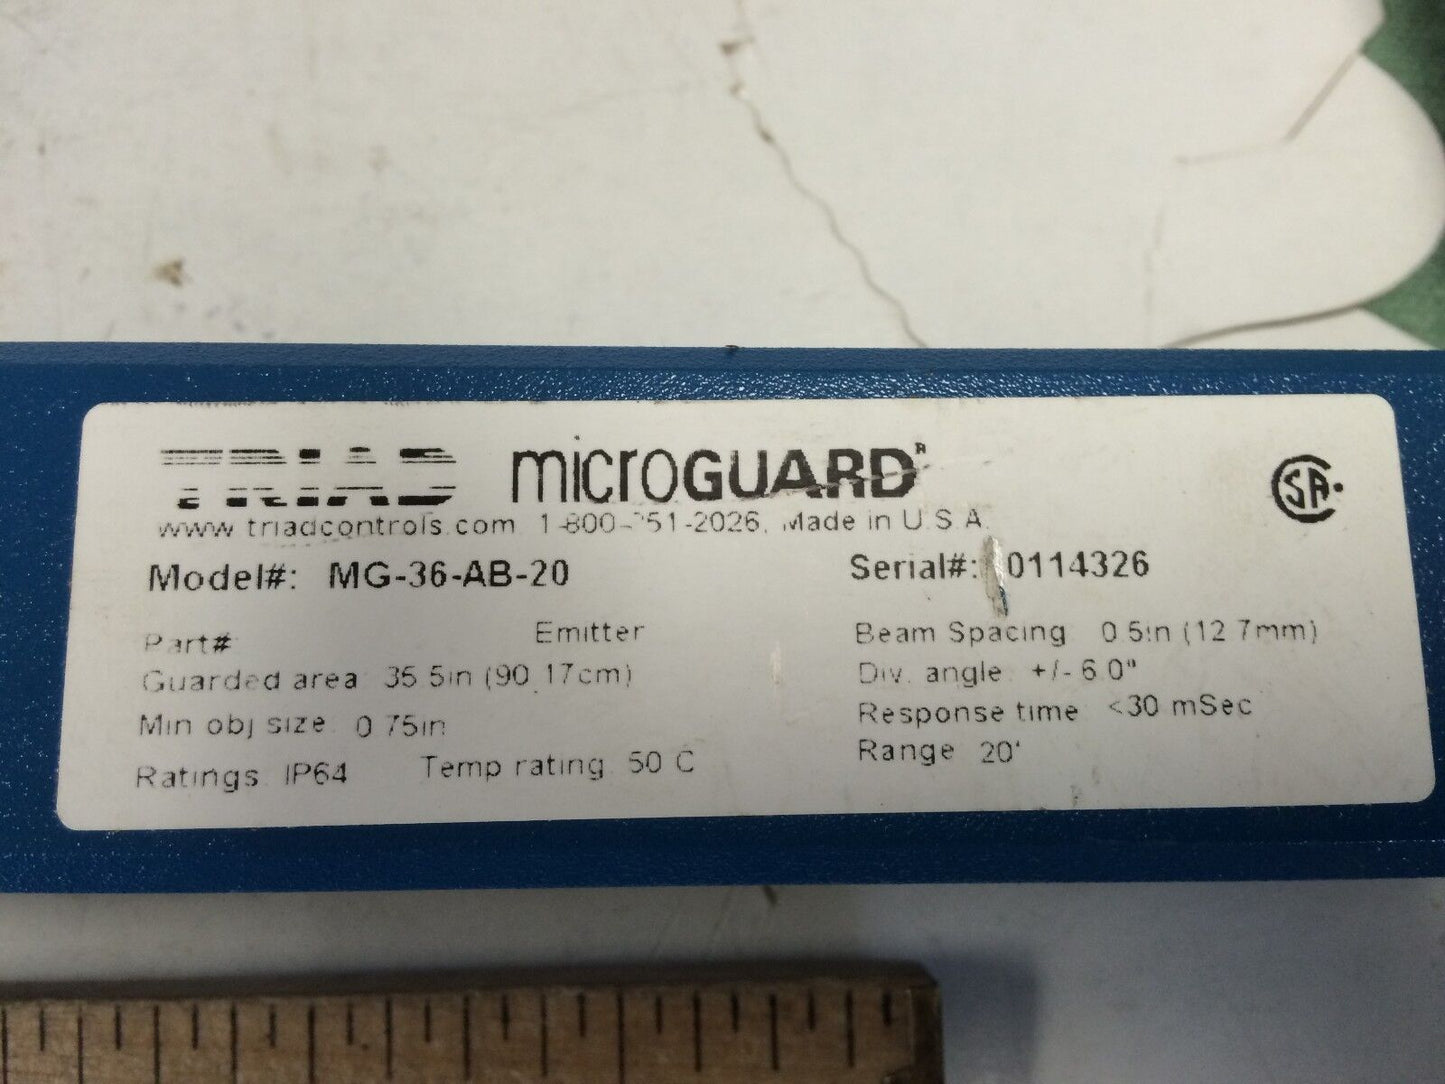 TRIAD microGUARD®
www.triadcontrols.com 1-800- 51-2026, Made in U.S.A.
Model#: MG-36-AB-20 Serial#: 0114326
Part# Emitter
Guarded area: 35.5in (90.17cm)
Min obj size: 0.75in
Ratings: IP64 Temp rating: 50 C
Beam Spacing: 0.5in (12.7mm)
Div. angle: +/- 6.0°
Response time: <30 mSec
Range: 20'
SA